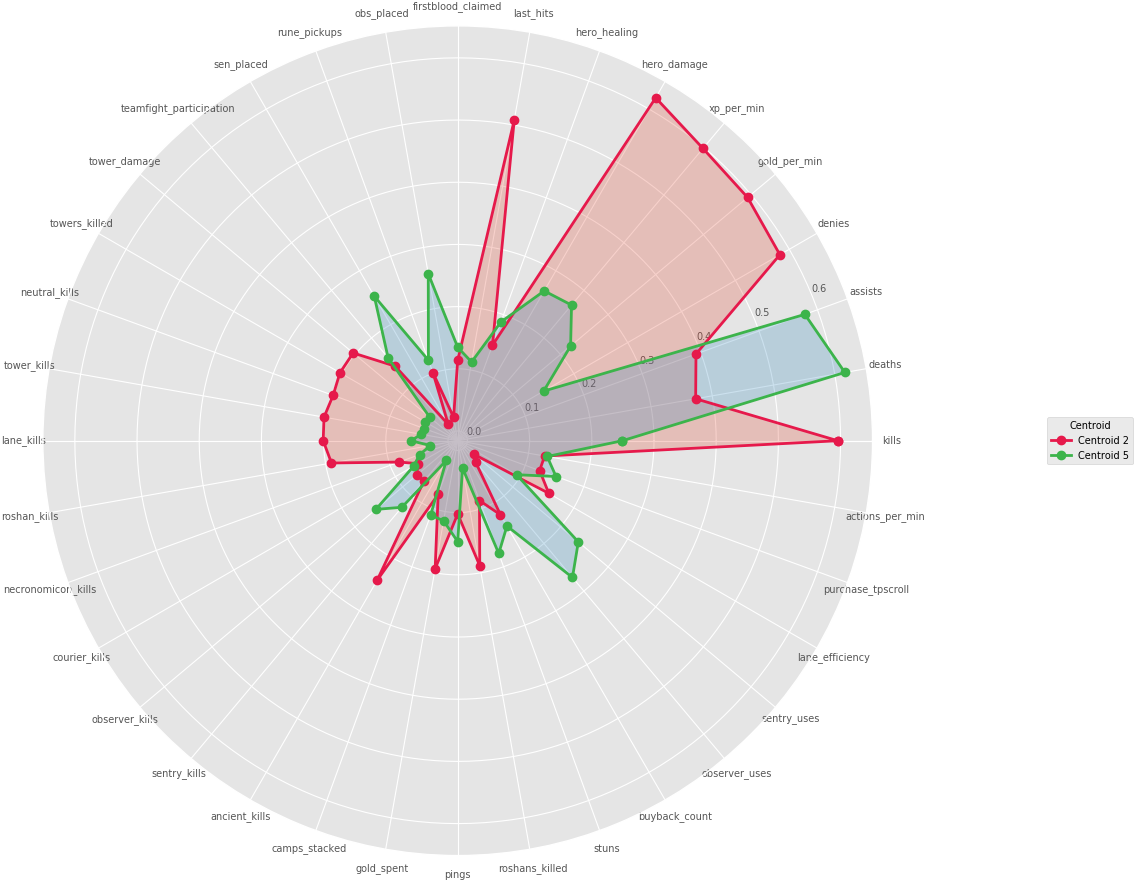 firstblood_claimed
obs_placed
last_hits
rune_pickups
hero_healing
sen_placed
hero_damage
teamfight_participation
xp_per_min
tower_damage
gold_per_min
towers_killed
denies
neutral_kills
assists
0.6
0.5
0.4
0.3
0.2
0.1
0.0
tower_kills
deaths
lane_kills
kills
Centroid
Centroid 2
Centroid 5
roshan_kills
actions_per_min
necronomicon_kills
purchase_tpscroll
courier_kills
lane_efficiency
observer_kills
sentry_uses
sentry_kills
observer_uses
ancient_kills
buyback_count
camps_stacked
stuns
gold_spent
roshans_killed
pings